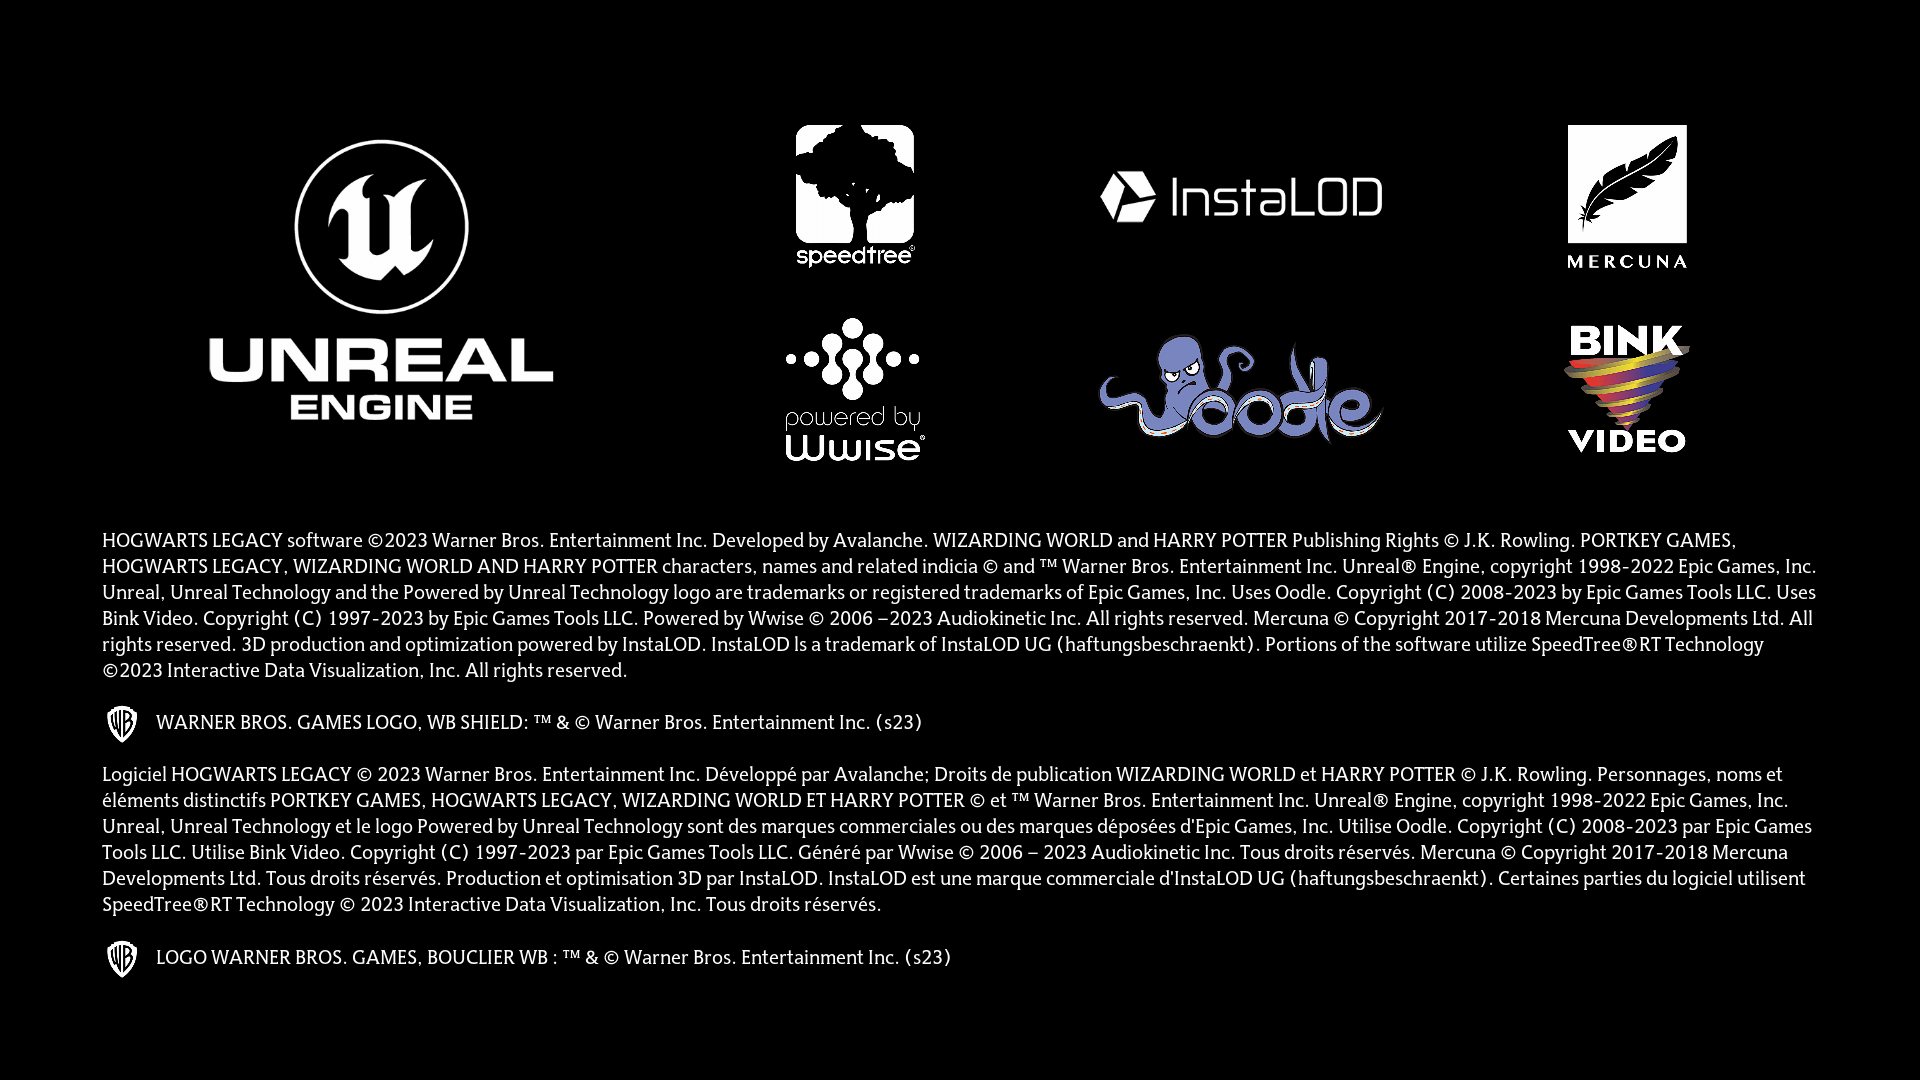 UNREAL
ENGINE
speedtree®
InstaLOD
MERCUNA
powered by
Wwise®
oodle
BINK
VIDEO
HOGWARTS LEGACY software ©2023 Warner Bros. Entertainment Inc. Developed by Avalanche. WIZARDING WORLD and HARRY POTTER Publishing Rights © J.K. Rowling. PORTKEY GAMES,
HOGWARTS LEGACY, WIZARDING WORLD AND HARRY POTTER characters, names and related indicia © and ™ Warner Bros. Entertainment Inc. Unreal® Engine, copyright 1998-2022 Epic Games, Inc.
Unreal, Unreal Technology and the Powered by Unreal Technology logo are trademarks or registered trademarks of Epic Games, Inc. Uses Oodle. Copyright (C) 2008-2023 by Epic Games Tools LLC. Uses
Bink Video. Copyright (C) 1997-2023 by Epic Games Tools LLC. Powered by Wwise © 2006 –2023 Audiokinetic Inc. All rights reserved. Mercuna © Copyright 2017-2018 Mercuna Developments Ltd. All
rights reserved. 3D production and optimization powered by InstaLOD. InstaLOD ls a trademark of InstaLOD UG (haftungsbeschraenkt). Portions of the software utilize SpeedTree®RT Technology
©2023 Interactive Data Visualization, Inc. All rights reserved.
WB WARNER BROS. GAMES LOGO, WB SHIELD: ™ & © Warner Bros. Entertainment Inc. (s23)
Logiciel HOGWARTS LEGACY © 2023 Warner Bros. Entertainment Inc. Développé par Avalanche; Droits de publication WIZARDING WORLD et HARRY POTTER © J.K. Rowling. Personnages, noms et
éléments distinctifs PORTKEY GAMES, HOGWARTS LEGACY, WIZARDING WORLD ET HARRY POTTER © et ™ Warner Bros. Entertainment Inc. Unreal® Engine, copyright 1998-2022 Epic Games, Inc.
Unreal, Unreal Technology et le logo Powered by Unreal Technology sont des marques commerciales ou des marques déposées d'Epic Games, Inc. Utilise Oodle. Copyright (C) 2008-2023 par Epic Games
Tools LLC. Utilise Bink Video. Copyright (C) 1997-2023 par Epic Games Tools LLC. Généré par Wwise © 2006 – 2023 Audiokinetic Inc. Tous droits réservés. Mercuna © Copyright 2017-2018 Mercuna
Developments Ltd. Tous droits réservés. Production et optimisation 3D par InstaLOD. InstaLOD est une marque commerciale d'InstaLOD UG (haftungsbeschraenkt). Certaines parties du logiciel utilisent
SpeedTree®RT Technology © 2023 Interactive Data Visualization, Inc. Tous droits réservés.
WB LOGO WARNER BROS. GAMES, BOUCLIER WB : ™ & © Warner Bros. Entertainment Inc. (s23)